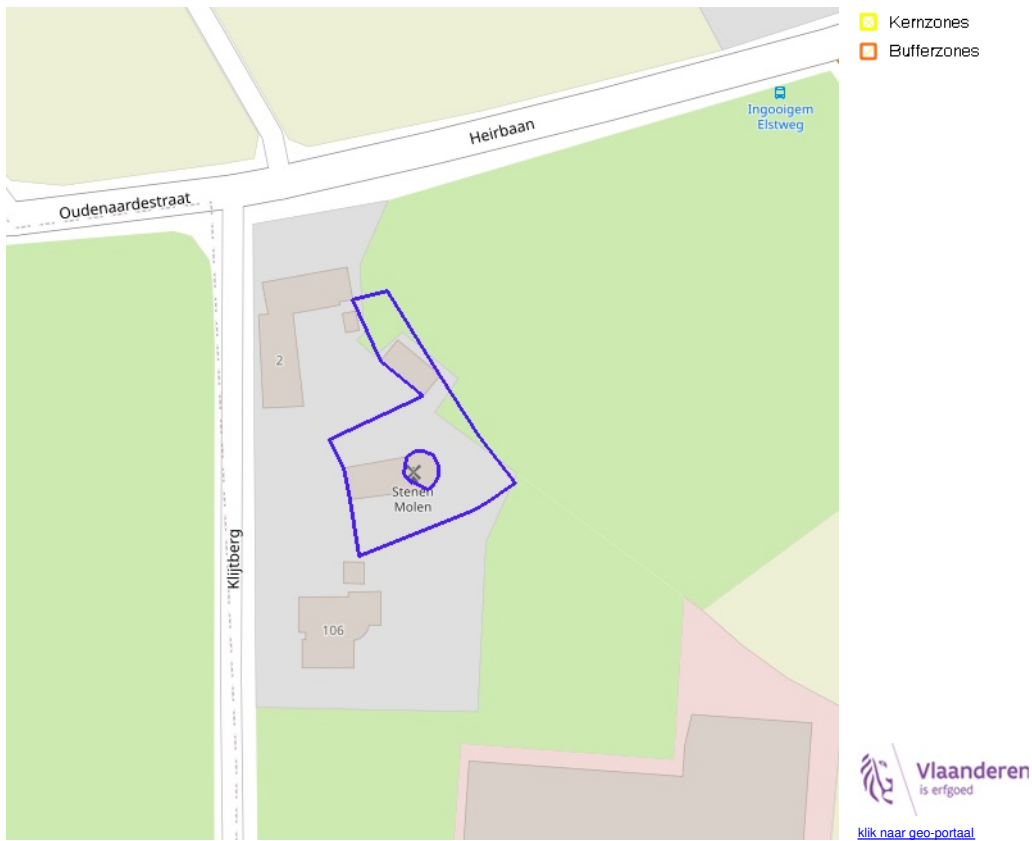 Kernzones
Bufferzones
Ingooigem
Elstweg
Heirbaan
Oudenaardestraat
2
Stenen
Molen
Klijtberg
106
Vlaanderen
is erfgoed
klik naar geo-portaal